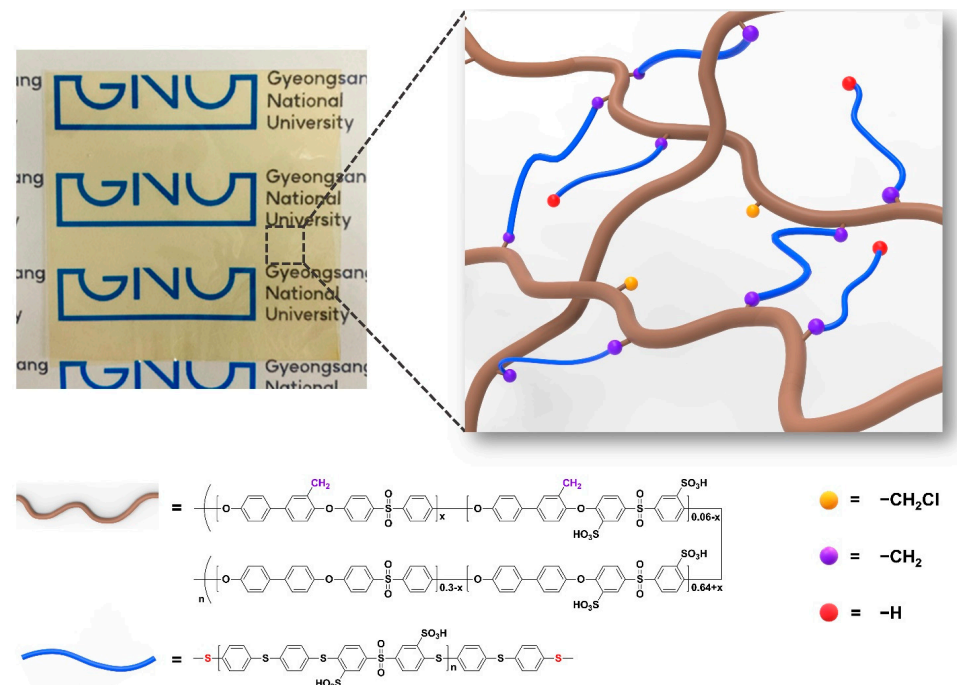 GNU Gyeongsang
National
University
ang
GNU Gyeongsang
National
University
ang
GNU Gyeongsang
National
University
ang
GNU Gyeongsang
National
CH2 CH2 SO3H
O O O S O x O O HO3S O S O 0.06-x
SO3H
n O O O S O 0.3-x O O HO3S O S O 0.64+x
= -CH2Cl
= -CH2
= -H
=
= S S S HO3S O S O SO3H S n S S